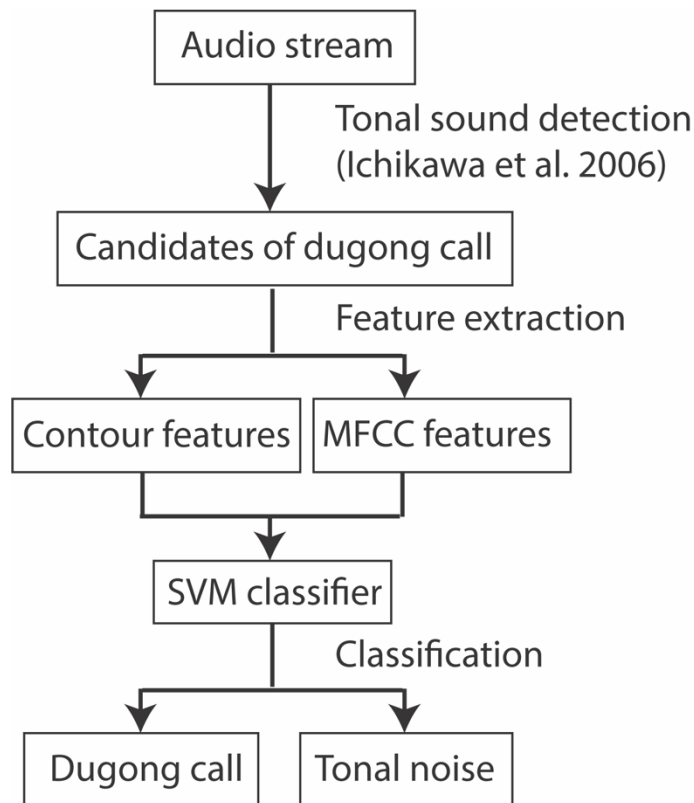 Audio stream
Tonal sound detection
(Ichikawa et al. 2006)
Candidates of dugong call
Feature extraction
Contour features
MFCC features
SVM classifier
Classification
Dugong call
Tonal noise